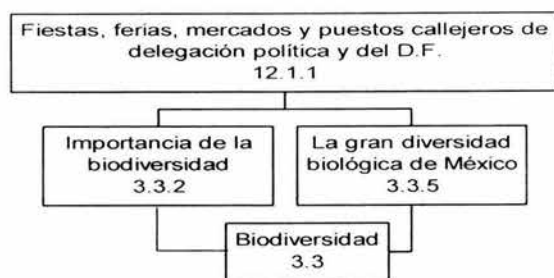 Fiestas, ferias, mercados y puestos callejeros de
delegación política y del D.F.
12.1.1
Importancia de la
biodiversidad
3.3.2
La gran diversidad
biológica de México
3.3.5
Biodiversidad
3.3